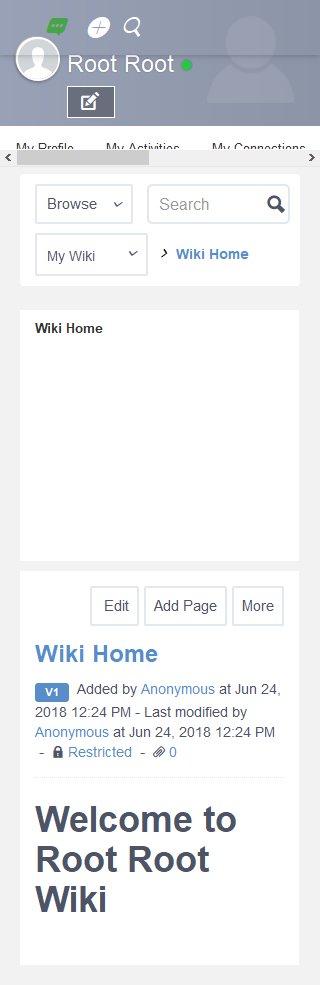 Root Root
My Profile My Activities My Connections
Browse Search
My Wiki Wiki Home
Wiki Home
Edit Add Page More
Wiki Home
V1 Added by Anonymous at Jun 24,
2018 12:24 PM - Last modified by
Anonymous at Jun 24, 2018 12:24 PM
- Restricted - 0
Welcome to
Root Root
Wiki